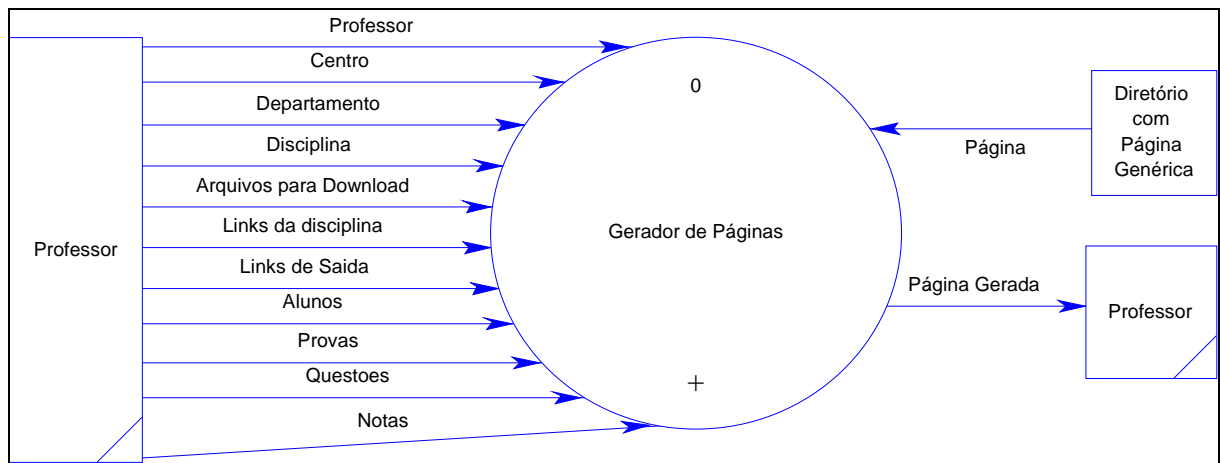 Professor
Professor
Centro
Departamento
Disciplina
Arquivos para Download
Links da disciplina
Links de Saida
Alunos
Provas
Questoes
Notas
0
Gerador de Páginas
+
Página
Diretório
com
Página
Genérica
Página Gerada
Professor